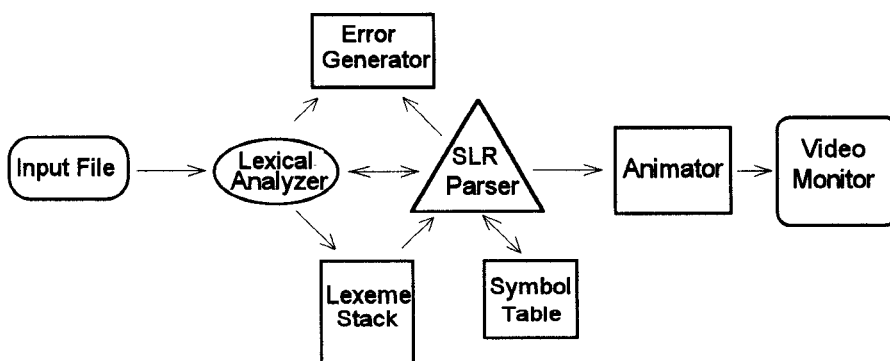 Error
Generator
Input File
Lexical
Analyzer
SLR
Parser
Animator
Video
Monitor
Lexeme
Stack
Symbol
Table